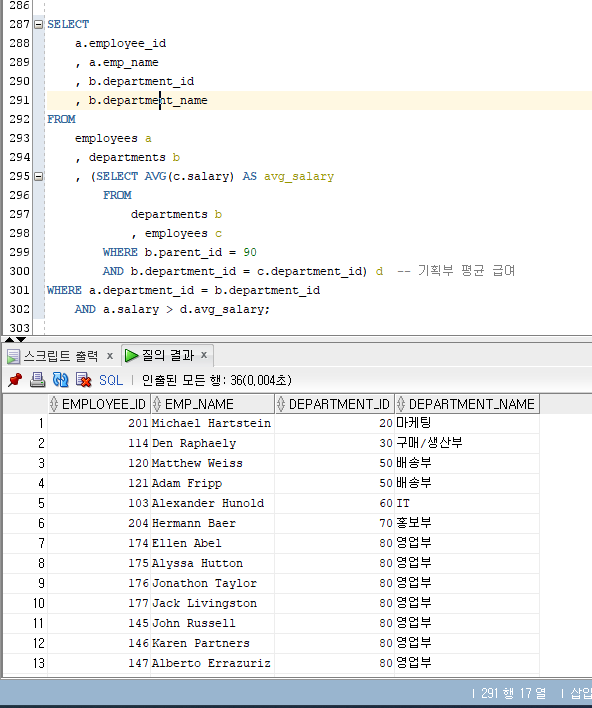 286
287 SELECT
288 a.employee_id
289 , a.emp_name
290 , b.department_id
291 , b.department_name
292 FROM
293 employees a
294 , departments b
295 , (SELECT AVG(c.salary) AS avg_salary
296 FROM
297 departments b
298 , employees c
299 WHERE b.parent_id = 90
300 AND b.department_id = c.department_id) d -- 기획부 평균 급여
301 WHERE a.department_id = b.department_id
302 AND a.salary > d.avg_salary;
303
스크립트 출력 x 질의 결과 x
SQL | 인출된 모든 행: 36(0,004초)
EMPLOYEE_ID EMP_NAME DEPARTMENT_ID DEPARTMENT_NAME
1 201 Michael Hartstein 20 마케팅
2 114 Den Raphaely 30 구매/생산부
3 120 Matthew Weiss 50 배송부
4 121 Adam Fripp 50 배송부
5 103 Alexander Hunold 60 IT
6 204 Hermann Baer 70 홍보부
7 174 Ellen Abel 80 영업부
8 175 Alyssa Hutton 80 영업부
9 176 Jonathon Taylor 80 영업부
10 177 Jack Livingston 80 영업부
11 145 John Russell 80 영업부
12 146 Karen Partners 80 영업부
13 147 Alberto Errazuriz 80 영업부
| 291 행 17 열 | 삽입